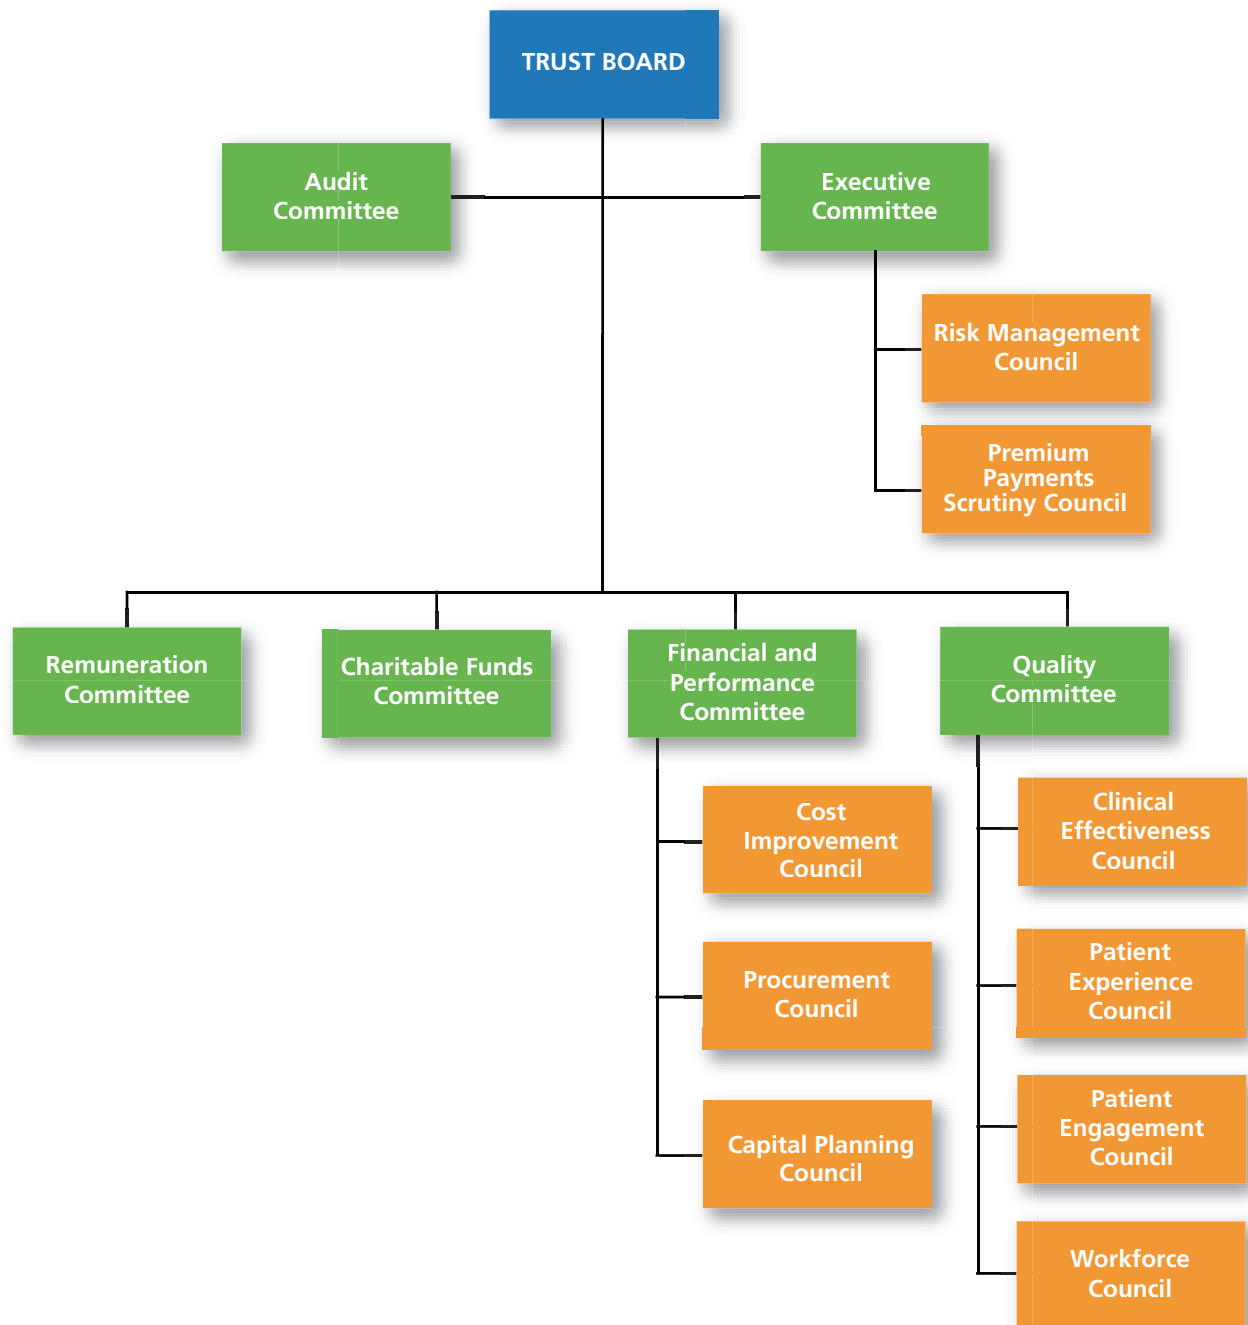 TRUST BOARD
Audit
Committee
Executive
Committee
Risk Management
Council
Premium
Payments
Scrutiny Council
Remuneration
Committee
Charitable Funds
Committee
Financial and
Performance
Committee
Quality
Committee
Cost
Improvement
Council
Procurement
Council
Capital Planning
Council
Clinical
Effectiveness
Council
Patient
Experience
Council
Patient
Engagement
Council
Workforce
Council